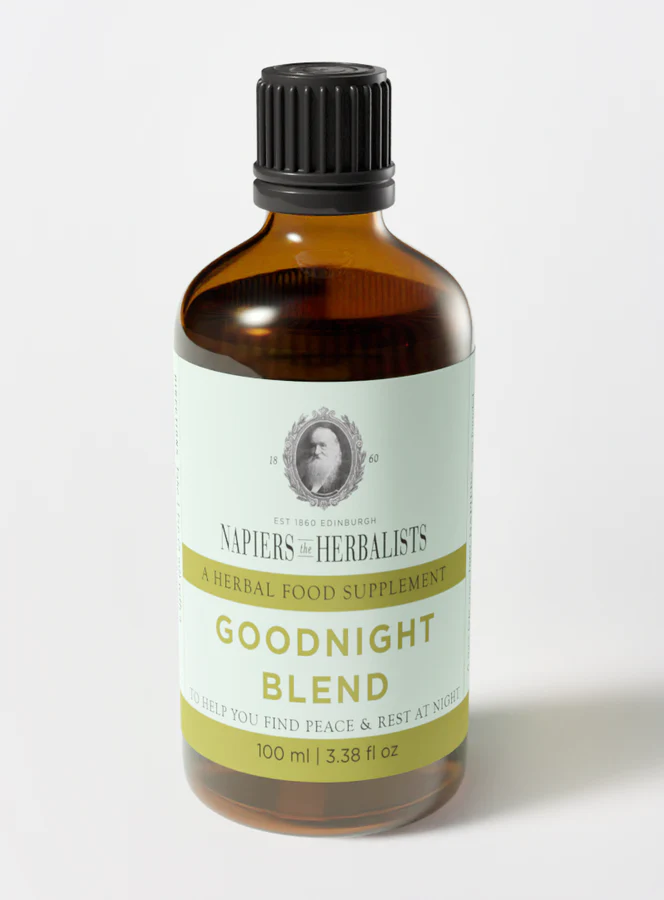 18 60
EST 1860 EDINBURGH
NAPIERS the HERBALISTS
A HERBAL FOOD SUPPLEMENT
GOODNIGHT
BLEND
TO HELP YOU FIND PEACE & REST AT NIGHT
100 ml | 3.38 fl oz